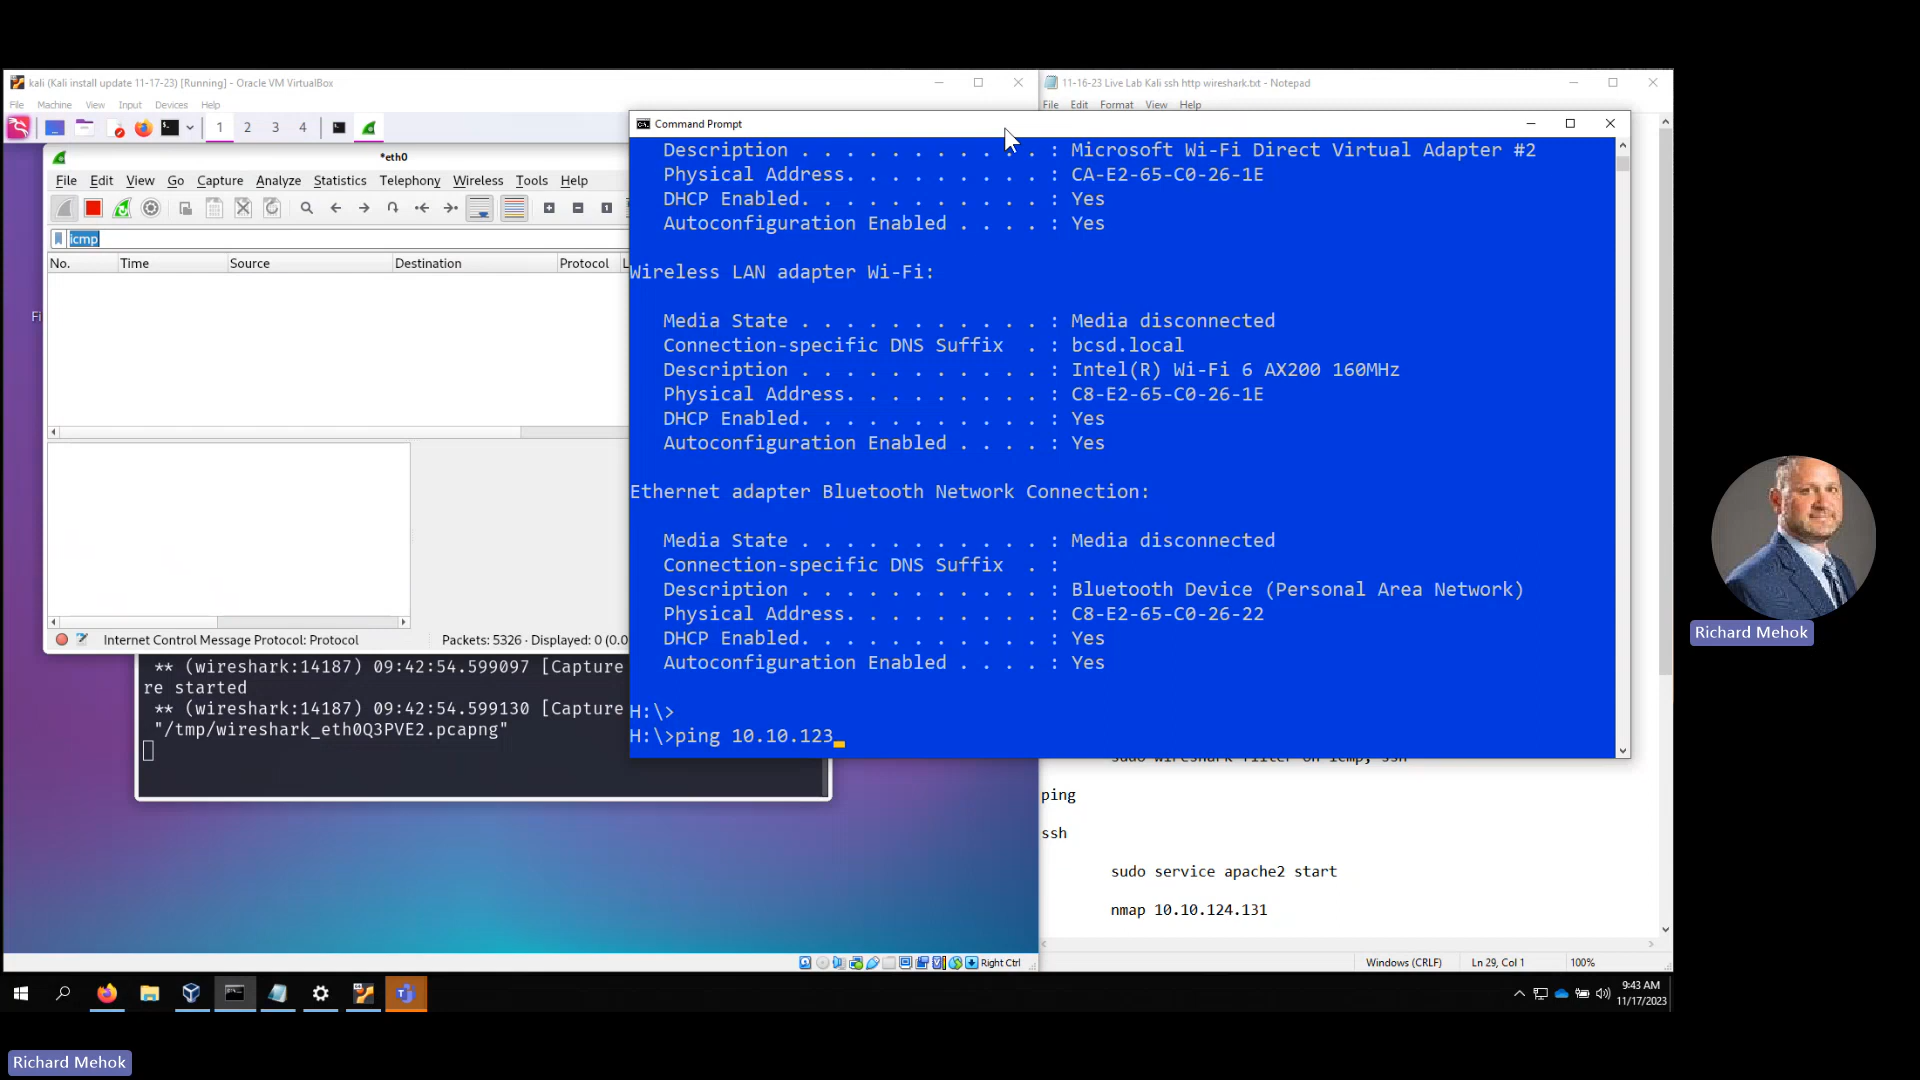 kali (Kali install update 11-17-23) [Running] - Oracle VM VirtualBox
File Machine View Input Devices Help
1 2 3 4
*eth0
File Edit View Go Capture Analyze Statistics Telephony Wireless Tools Help
icmp
No. Time Source Destination Protocol L
Fi
Internet Control Message Protocol: Protocol Packets: 5326 · Displayed: 0 (0.0
** (wireshark:14187) 09:42:54.599097 [Capture
re started
** (wireshark:14187) 09:42:54.599130 [Capture
"/tmp/wireshark_eth0Q3PVE2.pcapng"
Right Ctrl
11-16-23 Live Lab Kali ssh http wireshark.txt - Notepad
File Edit Format View Help
Command Prompt
Description . . . . . . . . . . . : Microsoft Wi-Fi Direct Virtual Adapter #2
Physical Address. . . . . . . . . : CA-E2-65-C0-26-1E
DHCP Enabled. . . . . . . . . . . : Yes
Autoconfiguration Enabled . . . . : Yes
Wireless LAN adapter Wi-Fi:
Media State . . . . . . . . . . . : Media disconnected
Connection-specific DNS Suffix . : bcsd.local
Description . . . . . . . . . . . : Intel(R) Wi-Fi 6 AX200 160MHz
Physical Address. . . . . . . . . : C8-E2-65-C0-26-1E
DHCP Enabled. . . . . . . . . . . : Yes
Autoconfiguration Enabled . . . . : Yes
Ethernet adapter Bluetooth Network Connection:
Media State . . . . . . . . . . . : Media disconnected
Connection-specific DNS Suffix . :
Description . . . . . . . . . . . : Bluetooth Device (Personal Area Network)
Physical Address. . . . . . . . . : C8-E2-65-C0-26-22
DHCP Enabled. . . . . . . . . . . : Yes
Autoconfiguration Enabled . . . . : Yes
H:\>
H:\>ping 10.10.123_
sudo wireshark filter on icmp, ssh
ping
ssh
sudo service apache2 start
nmap 10.10.124.131
Windows (CRLF) Ln 29, Col 1 100%
9:43 AM
11/17/2023
Richard Mehok
Richard Mehok